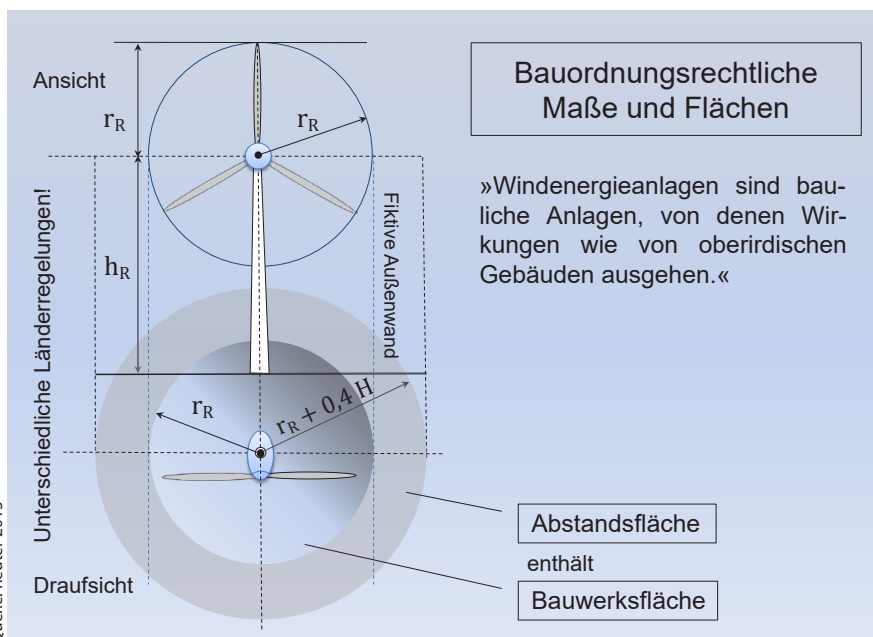 Bauordnungsrechtliche
Maße und Flächen
»Windenergieanlagen sind bau-
liche Anlagen, von denen Wir-
kungen wie von oberirdischen
Gebäuden ausgehen.«
Ansicht
r_R
r_R
h_R
Unterschiedliche Länderregelungen!
Fiktive Außenwand
r_R
r_R + 0,4 H
Abstandsfläche
enthält
Bauwerksfläche
Draufsicht